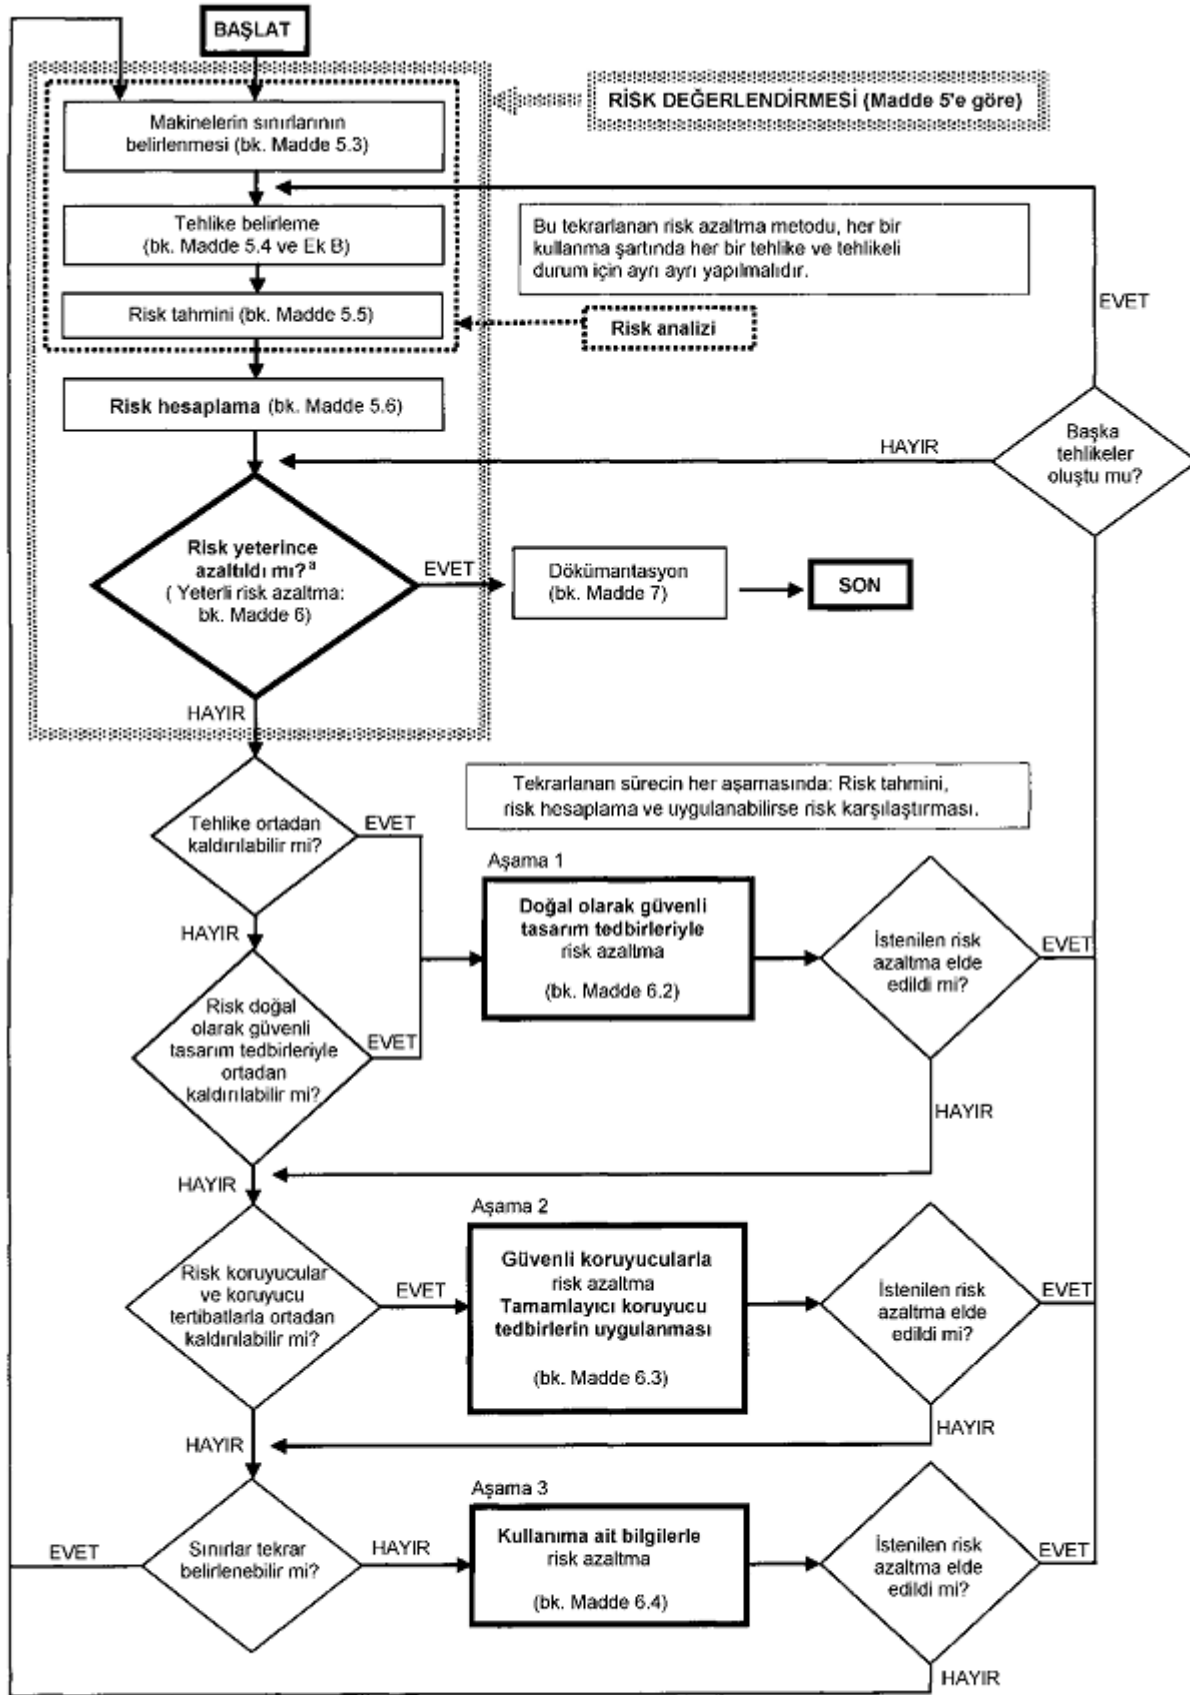 BAŞLAT
RİSK DEĞERLENDİRMESİ (Madde 5'e göre)
Makinelerin sınırlarının
belirlenmesi (bk. Madde 5.3)
Tehlike belirleme
(bk. Madde 5.4 ve Ek B)
Bu tekrarlanan risk azaltma metodu, her bir
kullanma şartında her bir tehlike ve tehlikeli
durum için ayrı ayrı yapılmalıdır.
EVET
Risk tahmini (bk. Madde 5.5)
Risk analizi
Risk hesaplama (bk. Madde 5.6)
HAYIR
Başka
tehlikeler
oluştu mu?
Risk yeterince
azaltıldı mı?ª
( Yeterli risk azaltma:
bk. Madde 6)
EVET
Dökümantasyon
(bk. Madde 7)
SON
HAYIR
Tehlike ortadan
kaldırılabilir mi?
EVET
Tekrarlanan sürecin her aşamasında: Risk tahmini,
risk hesaplama ve uygulanabilirse risk karşılaştırması.
Aşama 1
Doğal olarak güvenli
tasarım tedbirleriyle
risk azaltma
(bk. Madde 6.2)
İstenilen risk
azaltma elde
edildi mi?
EVET
HAYIR
Risk doğal
olarak güvenli
tasarım tedbirleriyle
ortadan
kaldırılabilir mi?
EVET
HAYIR
HAYIR
Aşama 2
Risk koruyucular
ve koruyucu
tertibatlarla ortadan
kaldırılabilir mi?
EVET
Güvenli koruyucularla
risk azaltma
Tamamlayıcı koruyucu
tedbirlerin uygulanması
(bk. Madde 6.3)
İstenilen risk
azaltma elde
edildi mi?
EVET
HAYIR
HAYIR
Aşama 3
EVET
Sınırlar tekrar
belirlenebilir mi?
HAYIR
Kullanıma ait bilgilerle
risk azaltma
(bk. Madde 6.4)
İstenilen risk
azaltma elde
edildi mi?
EVET
HAYIR